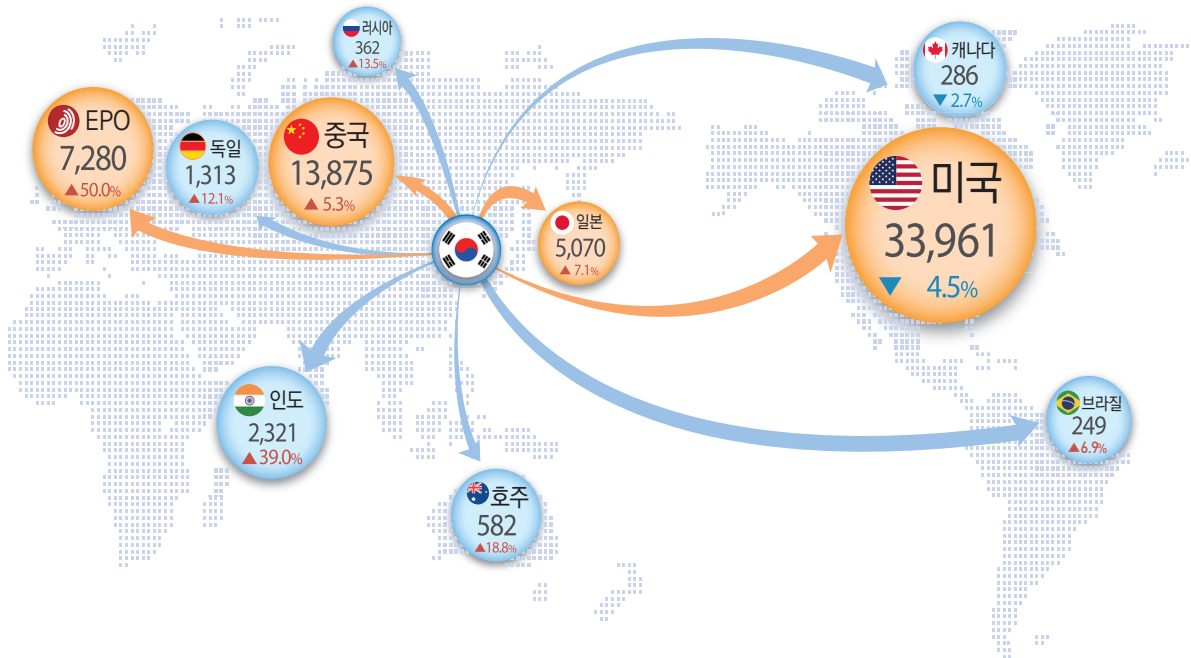 러시아
362
▲13.5%
캐나다
286
▼ 2.7%
EPO
7,280
▲50.0%
독일
1,313
▲12.1%
중국
13,875
▲ 5.3%
미국
33,961
▼ 4.5%
일본
5,070
▲ 7.1%
인도
2,321
▲39.0%
브라질
249
▲6.9%
호주
582
▲18.8%